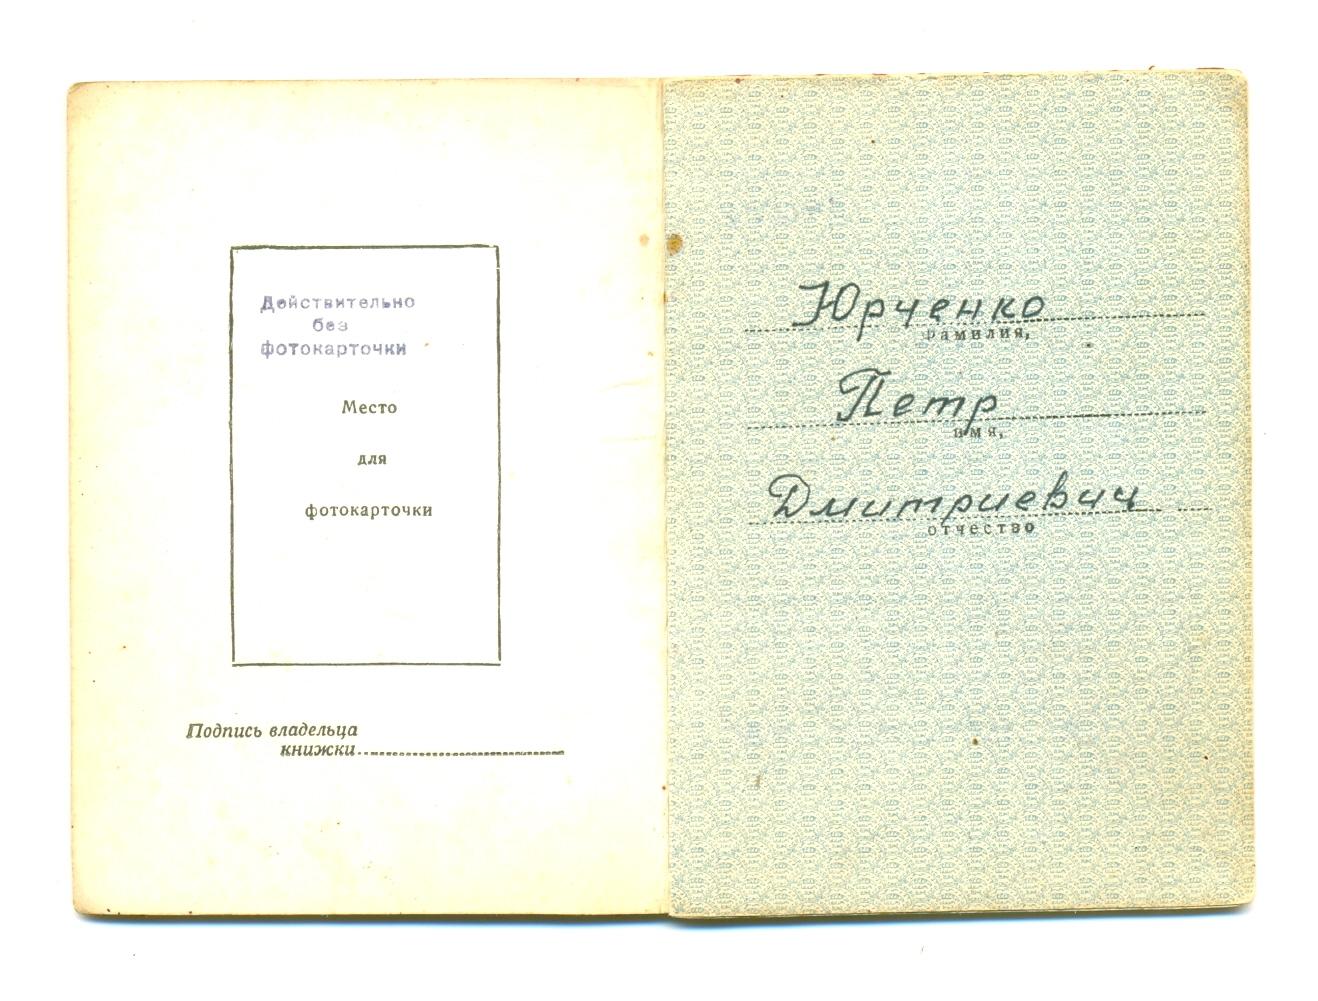 Действительно
без
фотокарточки
Место
для
фотокарточки
Подпись владельца
книжки
Юрченко
фамилия,
Петр
имя,
Дмитриевич
отчество